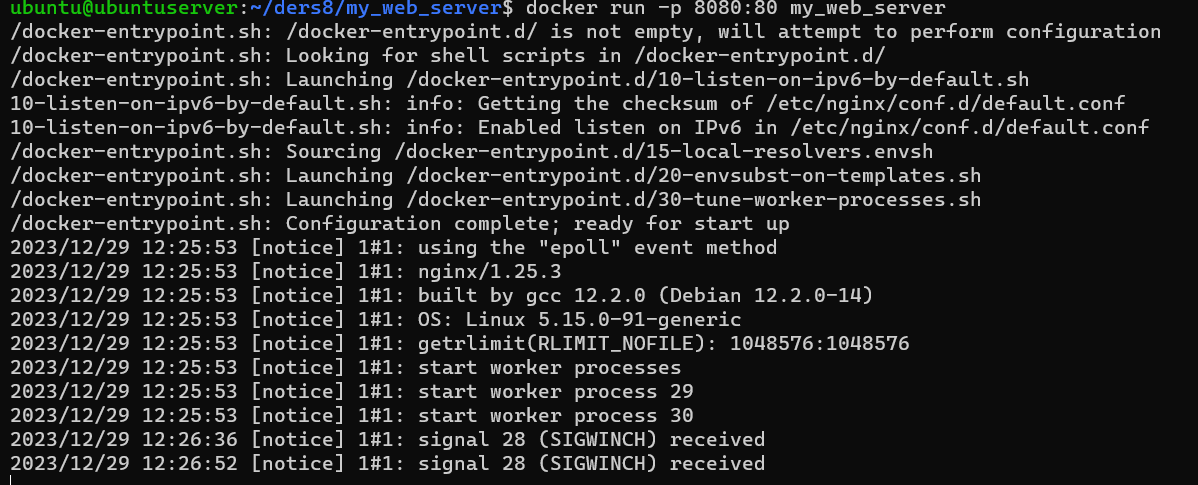 ubuntu@ubuntuserver:~/ders8/my_web_server$ docker run -p 8080:80 my_web_server
/docker-entrypoint.sh: /docker-entrypoint.d/ is not empty, will attempt to perform configuration
/docker-entrypoint.sh: Looking for shell scripts in /docker-entrypoint.d/
/docker-entrypoint.sh: Launching /docker-entrypoint.d/10-listen-on-ipv6-by-default.sh
10-listen-on-ipv6-by-default.sh: info: Getting the checksum of /etc/nginx/conf.d/default.conf
10-listen-on-ipv6-by-default.sh: info: Enabled listen on IPv6 in /etc/nginx/conf.d/default.conf
/docker-entrypoint.sh: Sourcing /docker-entrypoint.d/15-local-resolvers.envsh
/docker-entrypoint.sh: Launching /docker-entrypoint.d/20-envsubst-on-templates.sh
/docker-entrypoint.sh: Launching /docker-entrypoint.d/30-tune-worker-processes.sh
/docker-entrypoint.sh: Configuration complete; ready for start up
2023/12/29 12:25:53 [notice] 1#1: using the "epoll" event method
2023/12/29 12:25:53 [notice] 1#1: nginx/1.25.3
2023/12/29 12:25:53 [notice] 1#1: built by gcc 12.2.0 (Debian 12.2.0-14)
2023/12/29 12:25:53 [notice] 1#1: OS: Linux 5.15.0-91-generic
2023/12/29 12:25:53 [notice] 1#1: getrlimit(RLIMIT_NOFILE): 1048576:1048576
2023/12/29 12:25:53 [notice] 1#1: start worker processes
2023/12/29 12:25:53 [notice] 1#1: start worker process 29
2023/12/29 12:25:53 [notice] 1#1: start worker process 30
2023/12/29 12:26:36 [notice] 1#1: signal 28 (SIGWINCH) received
2023/12/29 12:26:52 [notice] 1#1: signal 28 (SIGWINCH) received